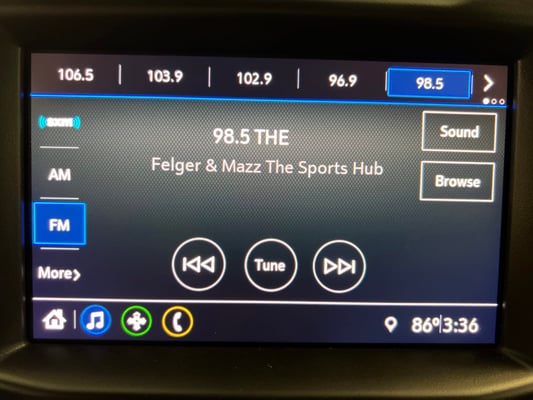 106.5 103.9 102.9 96.9 98.5
((sxm))
98.5 THE
Sound
Felger & Mazz The Sports Hub
AM
Browse
FM
Tune
More
86° 3:36